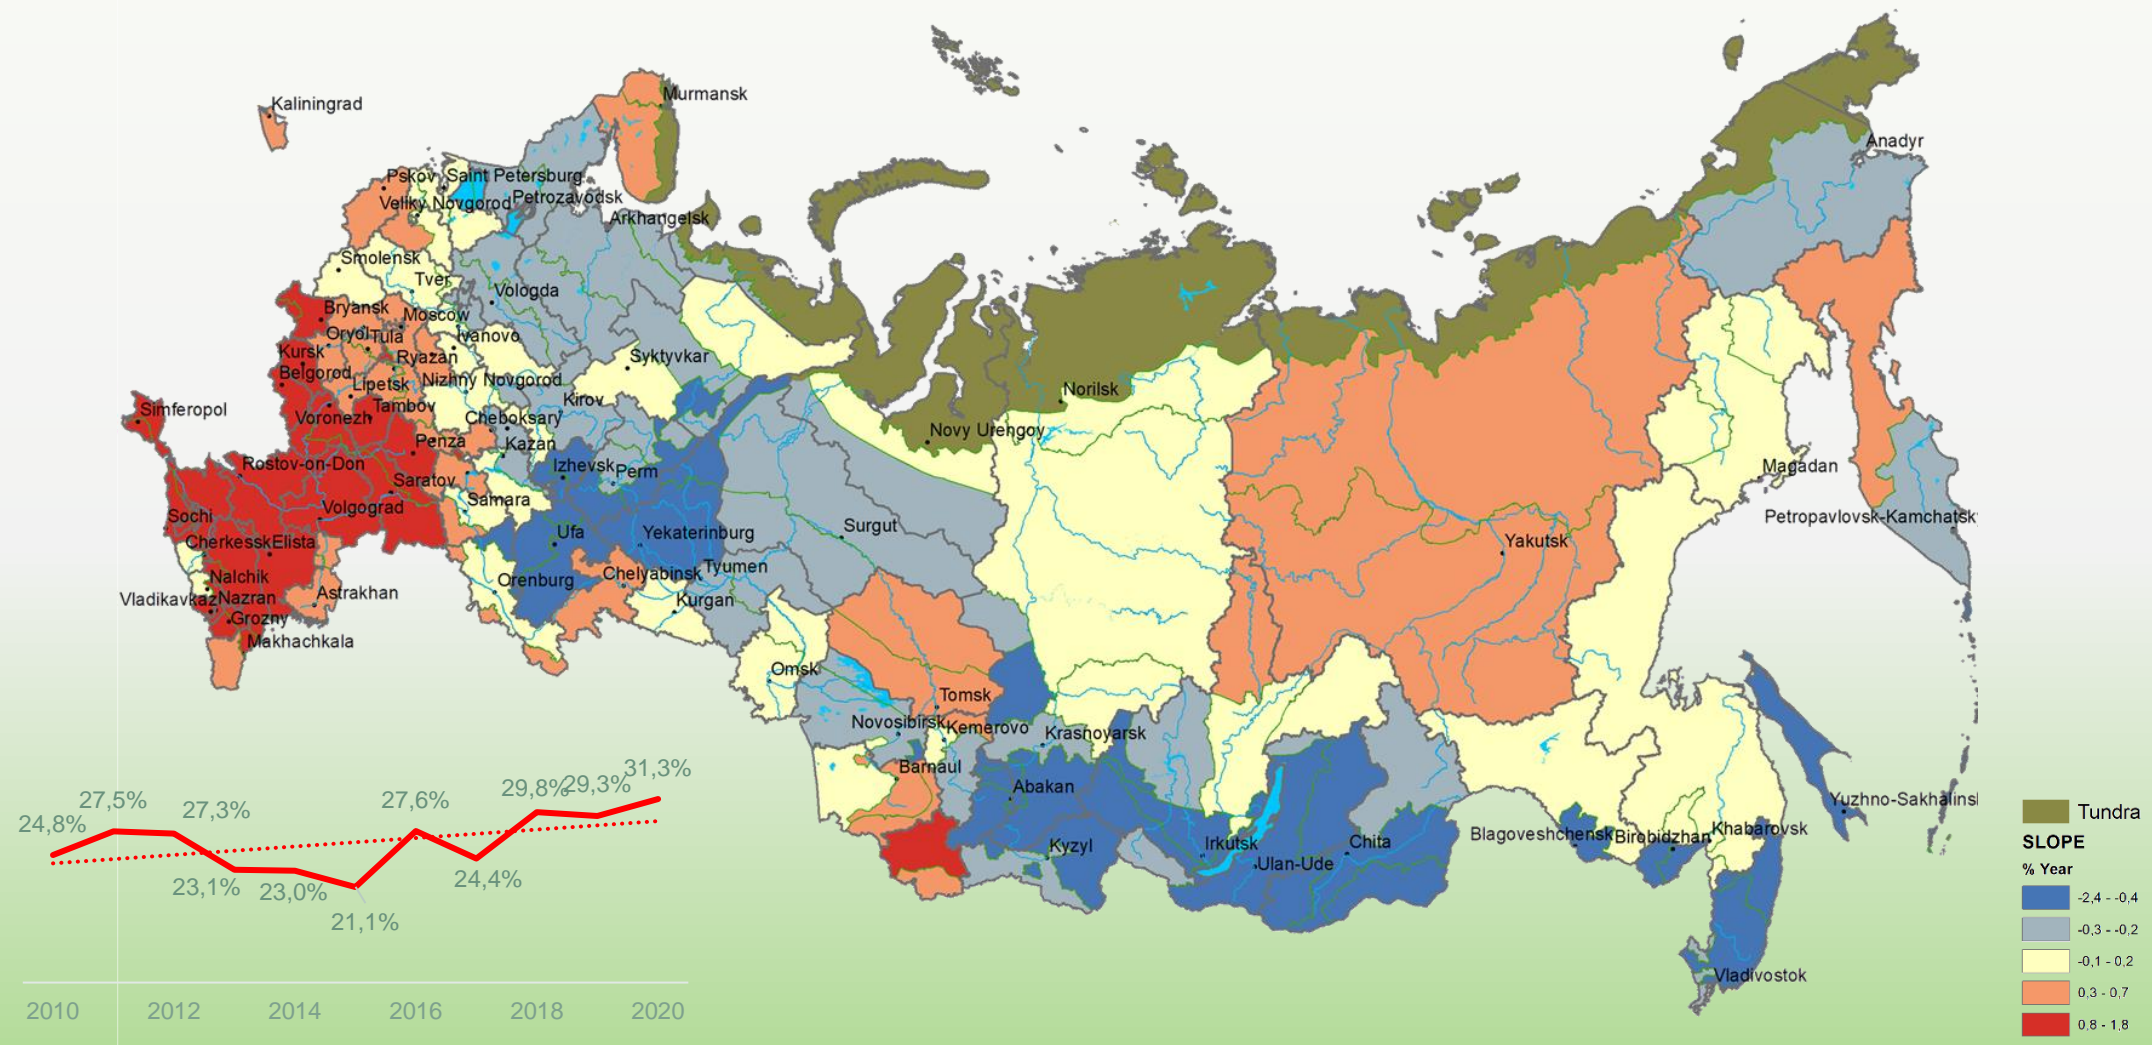 Murmansk
Kaliningrad
Anadyr
Pskov
Saint Petersburg
Veliky Novgorod
Petrozavodsk
Arkhangelsk
Smolensk
Tver
Vologda
Bryansk
Moscow
Oryol
Tula
Ivanovo
Kursk
Ryazan
Syktyvkar
Belgorod
Lipetsk
Nizhny Novgorod
Norilsk
Simferopol
Voronezh
Tambov
Cheboksary
Kirov
Novy Urengoy
Penza
Kazan
Rostov-on-Don
Izhevsk
Perm
Magadan
Saratov
Samara
Volgograd
Sochi
Surgut
Petropavlovsk-Kamchatsk
Ufa
Yekaterinburg
Yakutsk
Cherkessk
Elista
Nalchik
Orenburg
Chelyabinsk
Tyumen
Vladikavkaz
Nazran
Astrakhan
Kurgan
Grozny
Makhachkala
Omsk
Tomsk
Novosibirsk
Kemerovo
Krasnoyarsk
Barnaul
Abakan
Yuzhno-Sakhalinsl
Kyzyl
Irkutsk
Ulan-Ude
Chita
Blagoveshchensk
Birobidzhan
Khabarovsk
Vladivostok
24,8%
27,5%
27,3%
23,1%
23,0%
21,1%
27,6%
24,4%
29,8%
29,3%
31,3%
2010 2012 2014 2016 2018 2020
Tundra
SLOPE
% Year
-2,4 - -0,4
-0,3 - -0,2
-0,1 - 0,2
0,3 - 0,7
0,8 - 1,8